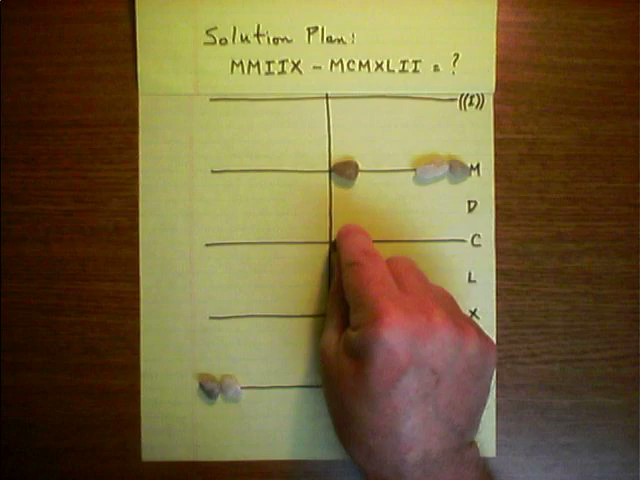 Solution Plan:
MMIIX - MCMXLII = ?
((I))
M
D
C
L
X